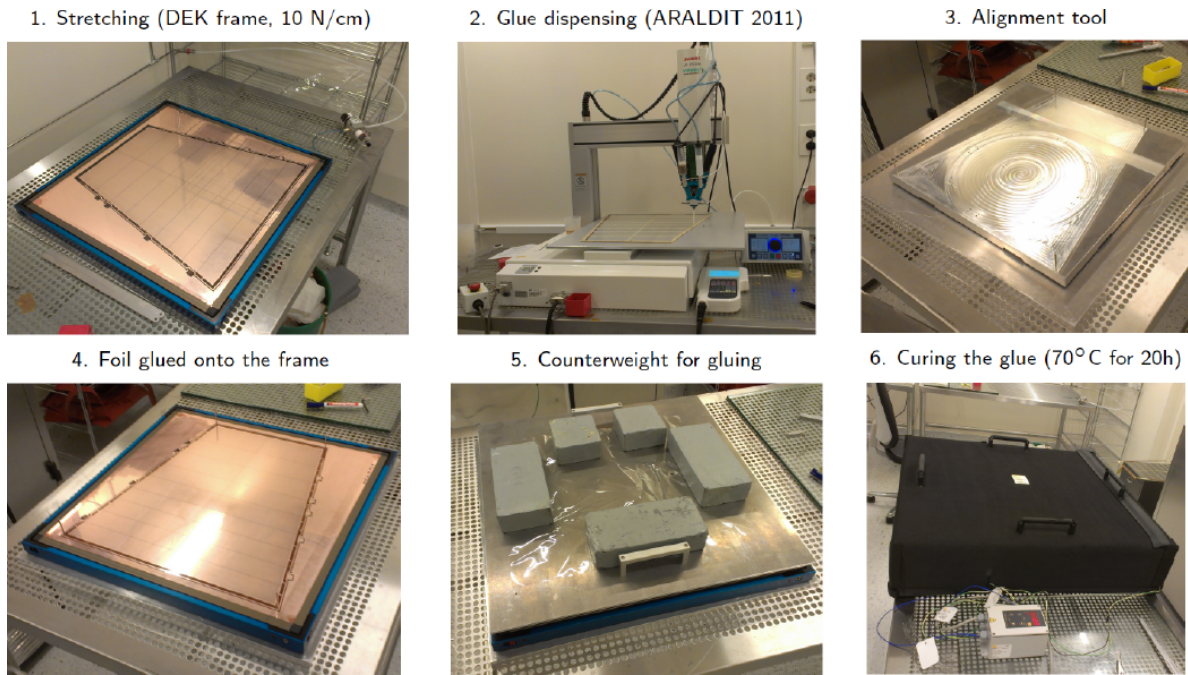 1. Stretching (DEK frame, 10 N/cm)
2. Glue dispensing (ARALDIT 2011)
3. Alignment tool
4. Foil glued onto the frame
5. Counterweight for gluing
6. Curing the glue (70°C for 20h)